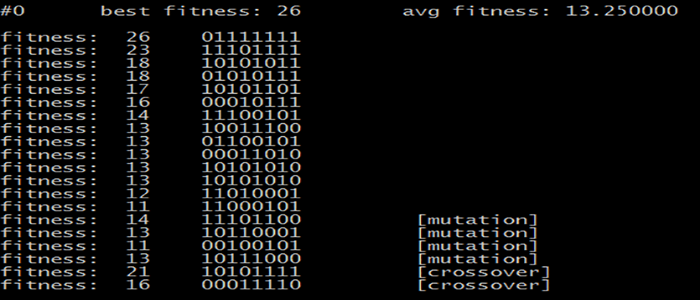 #0 best fitness: 26 avg fitness: 13.250000
fitness: 26 01111111
fitness: 23 11101111
fitness: 18 10101011
fitness: 18 01010111
fitness: 17 10101101
fitness: 16 00010111
fitness: 14 11100101
fitness: 13 10011100
fitness: 13 01100101
fitness: 13 00011010
fitness: 13 10101010
fitness: 13 10101010
fitness: 12 11010001
fitness: 11 11000101
fitness: 14 11101100 [mutation]
fitness: 13 10110001 [mutation]
fitness: 11 00100101 [mutation]
fitness: 13 10111000 [mutation]
fitness: 21 10101111 [crossover]
fitness: 16 00011110 [crossover]